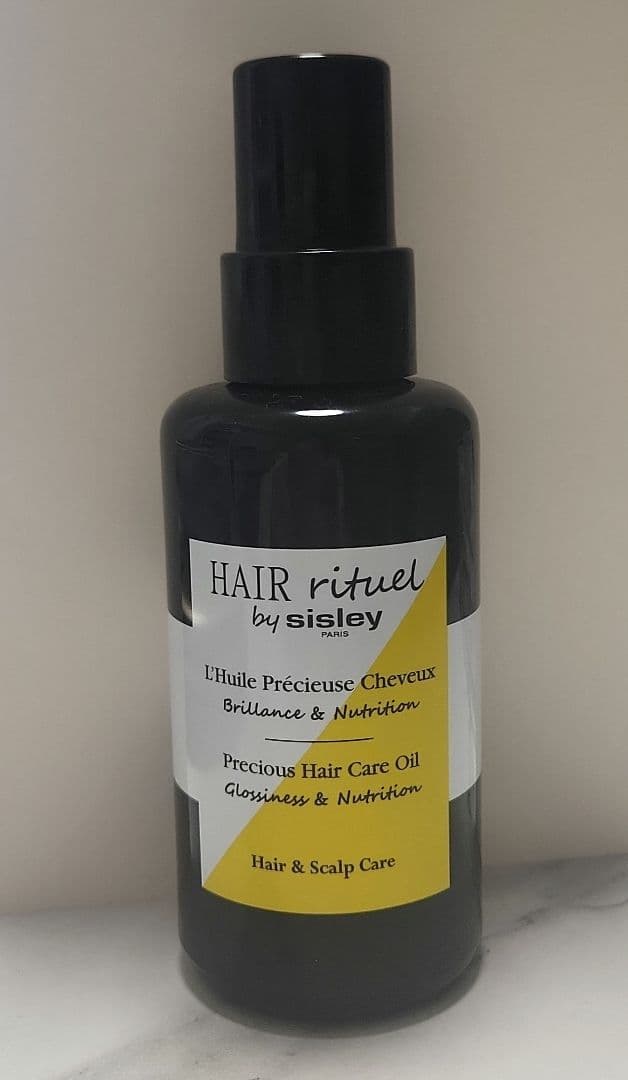 HAIR rituel
by sisley
PARIS
L'Huile Précieuse Cheveux
Brillance & Nutrition
Precious Hair Care Oil
Glossiness & Nutrition
Hair & Scalp Care